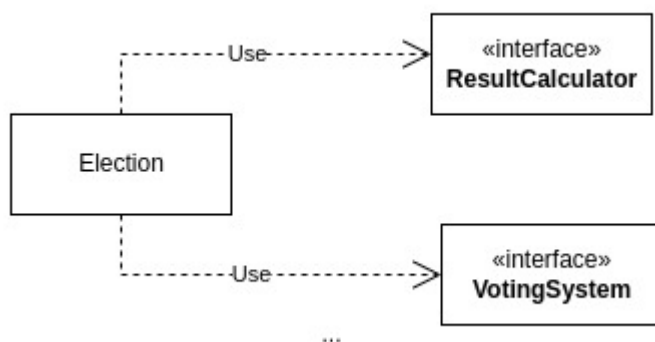 Use
«interface»
ResultCalculator
Election
Use
«interface»
VotingSystem
...